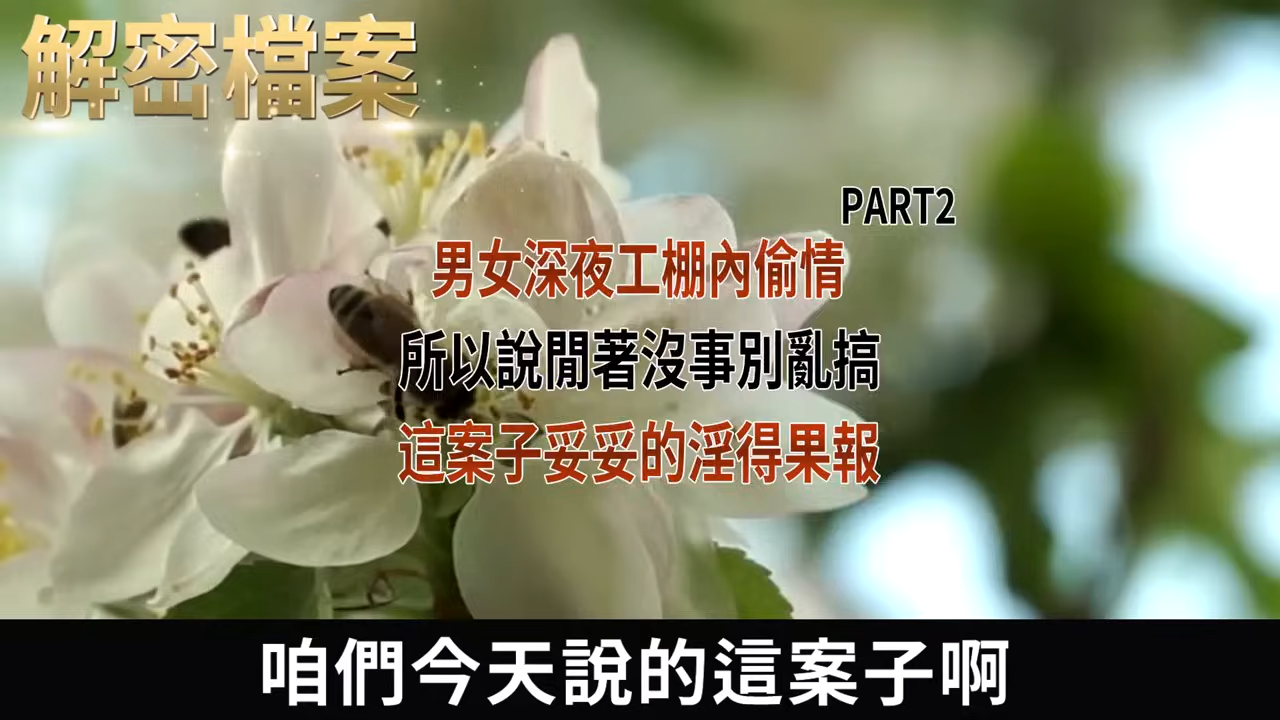 解密檔案
PART2
男女深夜工棚內偷情
所以說閒著沒事別亂搞
這案子妥妥的淫得果報
咱們今天說的這案子啊